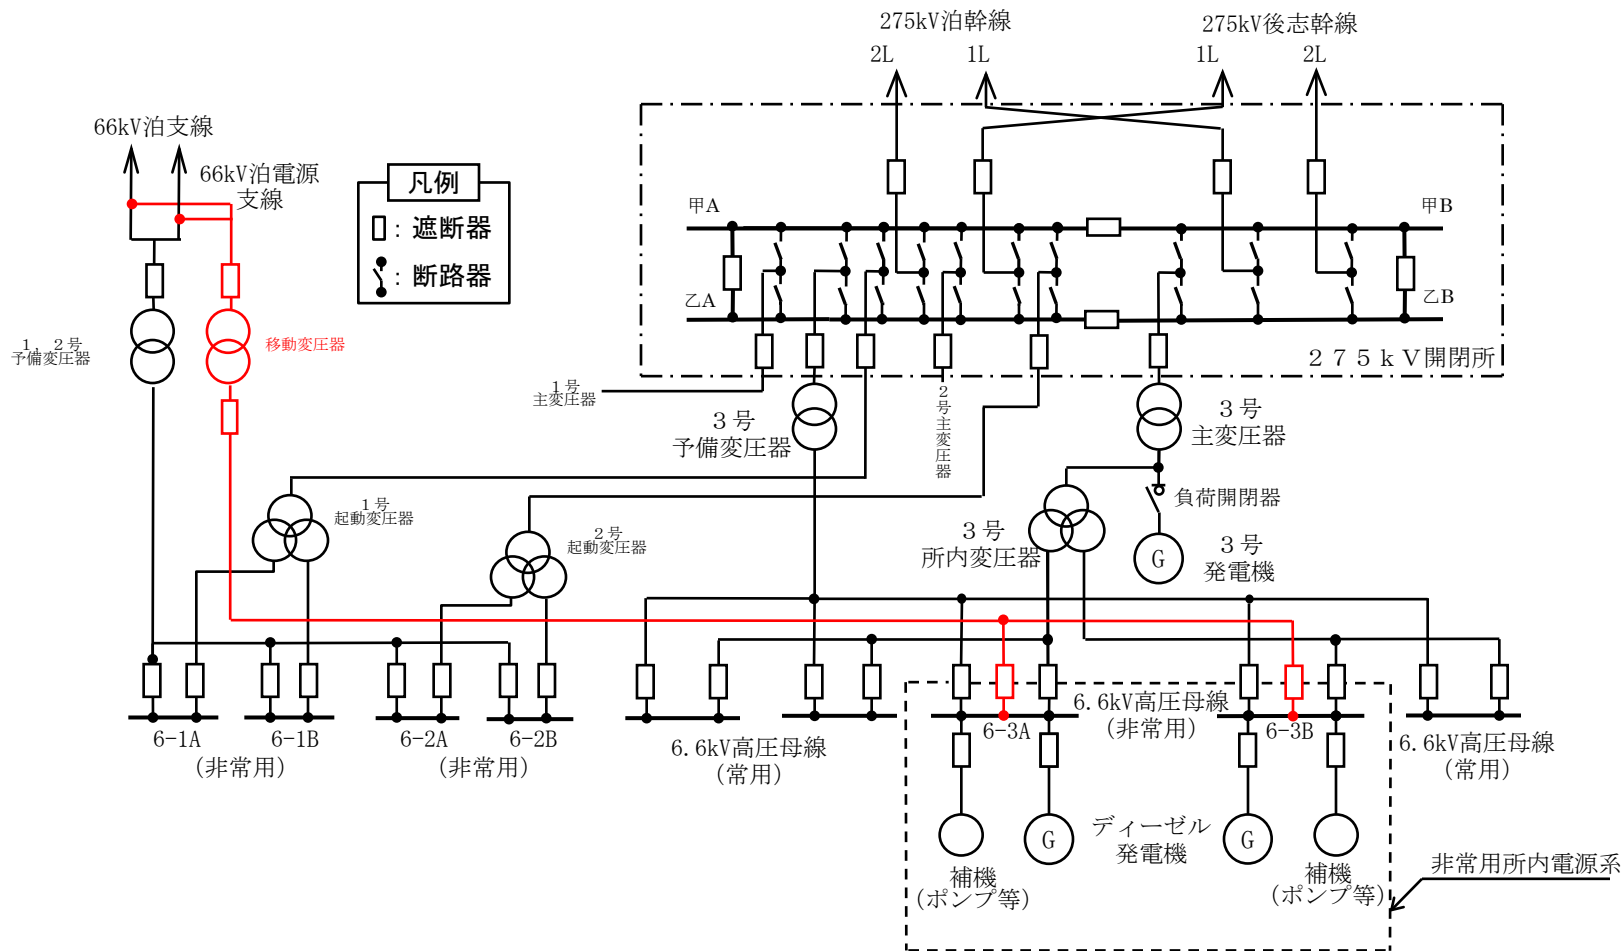 275kV泊幹線
275kV後志幹線
2L
1L
1L
2L
66kV泊支線
66kV泊電源
支線
凡例
：遮断器
：断路器
甲A
甲B
乙A
乙B
275kV開閉所
1，2号
予備変圧器
移動変圧器
1号
主変圧器
3号
予備変圧器
2号主変圧器
3号
主変圧器
負荷開閉器
1号
起動変圧器
2号
起動変圧器
3号
所内変圧器
G
3号
発電機
6-1A
6-1B
(非常用)
6-2A
6-2B
(非常用)
6.6kV高圧母線
(常用)
6-3A
6.6kV高圧母線
(非常用)
6-3B
6.6kV高圧母線
(常用)
G
ディーゼル
発電機
G
補機
(ポンプ等)
補機
(ポンプ等)
非常用所内電源系